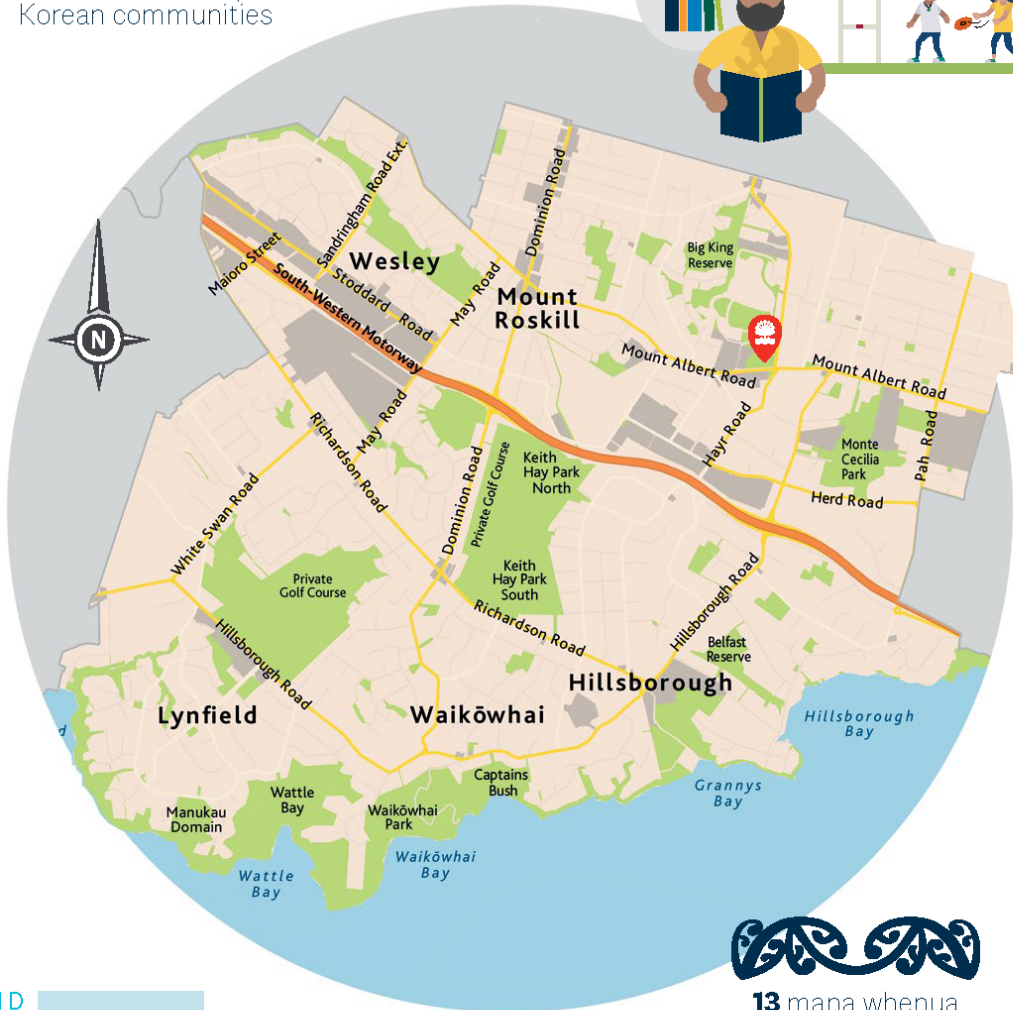 Korean communities
Sandringham Road Ext.
Dominion Road
Big King
Reserve
Maioro Street
Wesley
Stoddard Road
South-Western Motorway
May Road
Mount
Roskill
Mount Albert Road
Mount Albert Road
Hayr Road
Pah Road
Monte
Cecilia
Park
Herd Road
Richardson Road
May Road
Dominion Road
Private Golf Course
Keith
Hay Park
North
White Swan Road
Private
Golf Course
Keith
Hay Park
South
Richardson Road
Hillsborough Road
Belfast
Reserve
Hillsborough Road
Hillsborough
Lynfield
Waikōwhai
Hillsborough
Bay
Captains
Bush
Grannys
Bay
Wattle
Bay
Manukau
Domain
Waikōwhai
Park
Waikōwhai
Bay
Wattle
Bay
N
d
D
13 mana whenua